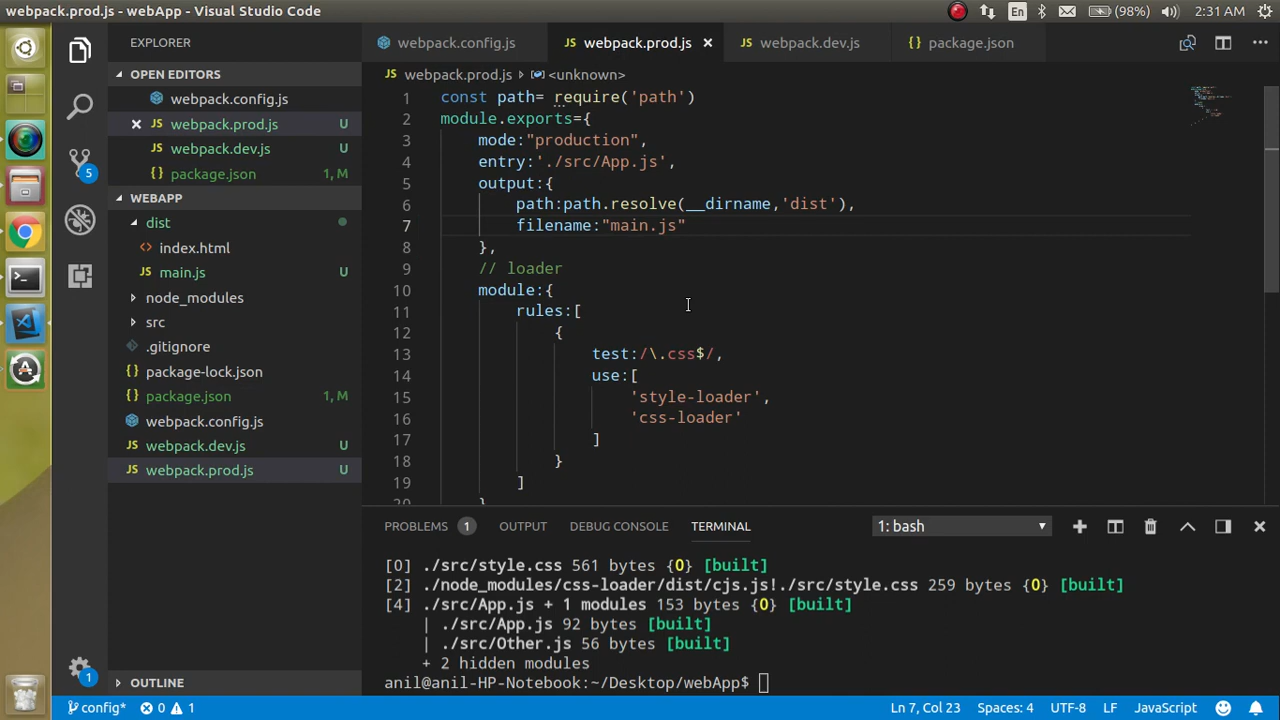 webpack.prod.js - webApp - Visual Studio Code
En
(98%)
2:31 AM
EXPLORER
webpack.config.js
webpack.prod.js
webpack.dev.js
package.json
OPEN EDITORS
webpack.config.js
webpack.prod.js U
webpack.dev.js U
package.json 1, M
5
WEBAPP
dist
index.html
main.js U
node_modules
src
.gitignore
package-lock.json
package.json 1, M
webpack.config.js
webpack.dev.js U
webpack.prod.js U
OUTLINE
1
JS webpack.prod.js › <unknown>
1 const path= require('path')
2 module.exports={
3 mode:"production",
4 entry:'./src/App.js',
5 output:{
6 path:path.resolve(__dirname,'dist'),
7 filename:"main.js"
8 },
9 // loader
10 module:{
11 rules:[
12 {
13 test:/\.css$/,
14 use:[
15 'style-loader',
16 'css-loader'
17 ]
18 }
19 ]
20 }
PROBLEMS 1 OUTPUT DEBUG CONSOLE TERMINAL 1: bash
[0] ./src/style.css 561 bytes {0} [built]
[2] ./node_modules/css-loader/dist/cjs.js!./src/style.css 259 bytes {0} [built]
[4] ./src/App.js + 1 modules 153 bytes {0} [built]
| ./src/App.js 92 bytes [built]
| ./src/Other.js 56 bytes [built]
+ 2 hidden modules
anil@anil-HP-Notebook:~/Desktop/webApp$
config* 0 1 Ln 7, Col 23 Spaces: 4 UTF-8 LF JavaScript